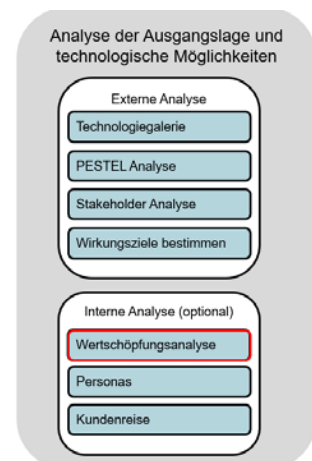 Analyse der Ausgangslage und
technologische Möglichkeiten
Externe Analyse
Technologiegalerie
PESTEL Analyse
Stakeholder Analyse
Wirkungsziele bestimmen
Interne Analyse (optional)
Wertschöpfungsanalyse
Personas
Kundenreise